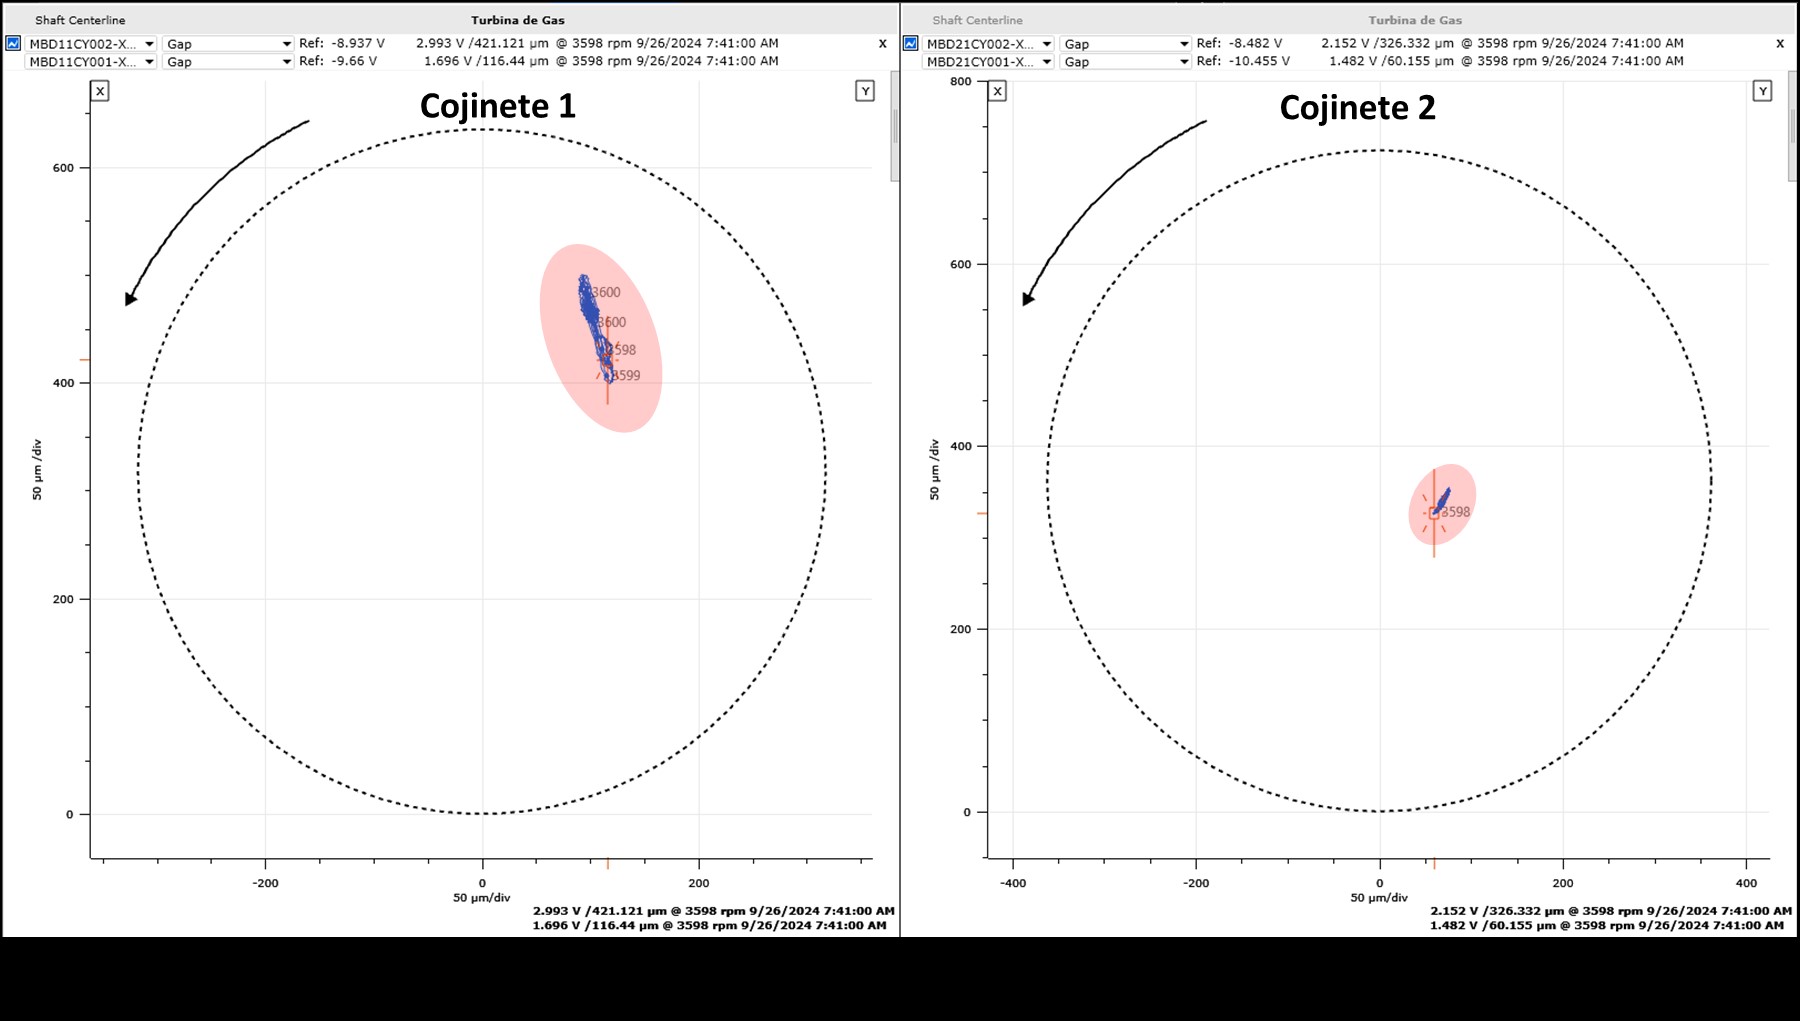 Shaft Centerline Turbina de Gas
MBD11CY002-X... Gap Ref: -8.937 V 2.993 V /421.121 µm @ 3598 rpm 9/26/2024 7:41:00 AM X
MBD11CY001-X... Gap Ref: -9.66 V 1.696 V /116.44 µm @ 3598 rpm 9/26/2024 7:41:00 AM
X Cojinete 1 Y
600
3600
3600
3598
3599
400
50 µm /div
200
0
-200 0 200
50 µm/div
2.993 V /421.121 µm @ 3598 rpm 9/26/2024 7:41:00 AM
1.696 V /116.44 µm @ 3598 rpm 9/26/2024 7:41:00 AM
Shaft Centerline Turbina de Gas
MBD21CY002-X... Gap Ref: -8.482 V 2.152 V /326.332 µm @ 3598 rpm 9/26/2024 7:41:00 AM X
MBD21CY001-X... Gap Ref: -10.455 V 1.482 V /60.155 µm @ 3598 rpm 9/26/2024 7:41:00 AM
800
X Cojinete 2 Y
600
400
50 µm /div
3598
200
0
-400 -200 0 200 400
50 µm/div
2.152 V /326.332 µm @ 3598 rpm 9/26/2024 7:41:00 AM
1.482 V /60.155 µm @ 3598 rpm 9/26/2024 7:41:00 AM